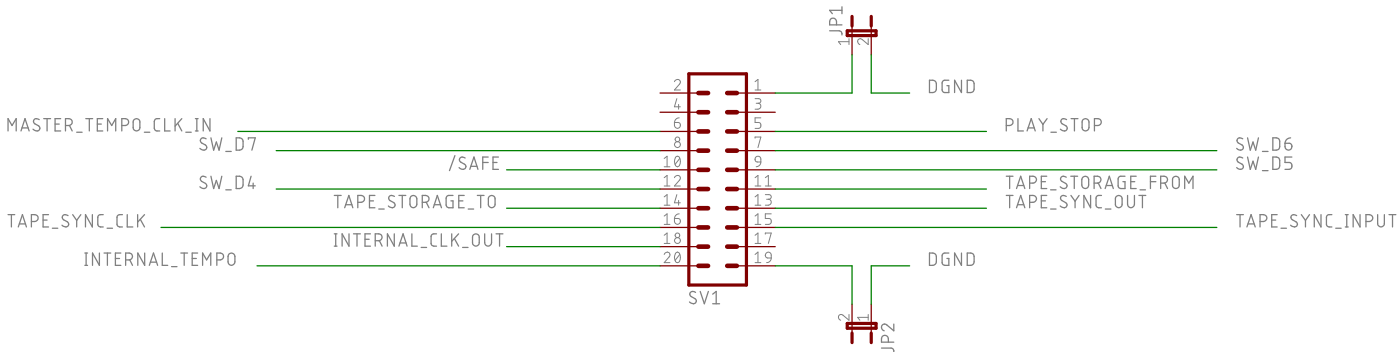 JP1
1 2
2 1 DGND
4 3
MASTER_TEMPO_CLK_IN 6 5 PLAY_STOP
SW_D7 8 7 SW_D6
/SAFE 10 9 SW_D5
SW_D4 12 11 TAPE_STORAGE_FROM
TAPE_STORAGE_TO 14 13 TAPE_SYNC_OUT
TAPE_SYNC_CLK 16 15 TAPE_SYNC_INPUT
INTERNAL_CLK_OUT 18 17
INTERNAL_TEMPO 20 19 DGND
SV1
2 1
JP2